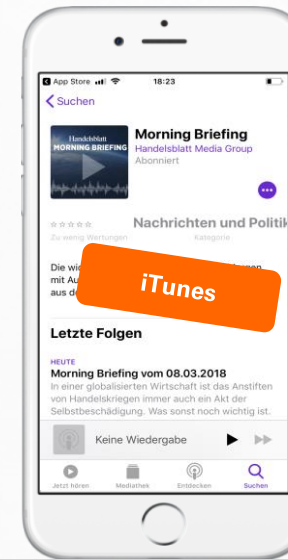 App Store 18:23
Suchen
Handelsblatt
MORNING BRIEFING
Morning Briefing
Handelsblatt Media Group
Abonniert
Nachrichten und Politik
Zu wenig Wertungen Kategorie
Die
mit
aus
iTunes
Letzte Folgen
HEUTE
Morning Briefing vom 08.03.2018
In einer globalisierten Wirtschaft ist das Anstiften
von Handelskriegen immer auch ein Akt der
Selbstbeschädigung. Was sonst noch wichtig ist.
Keine Wiedergabe
Jetzt hören Mediathek Entdecken Suchen